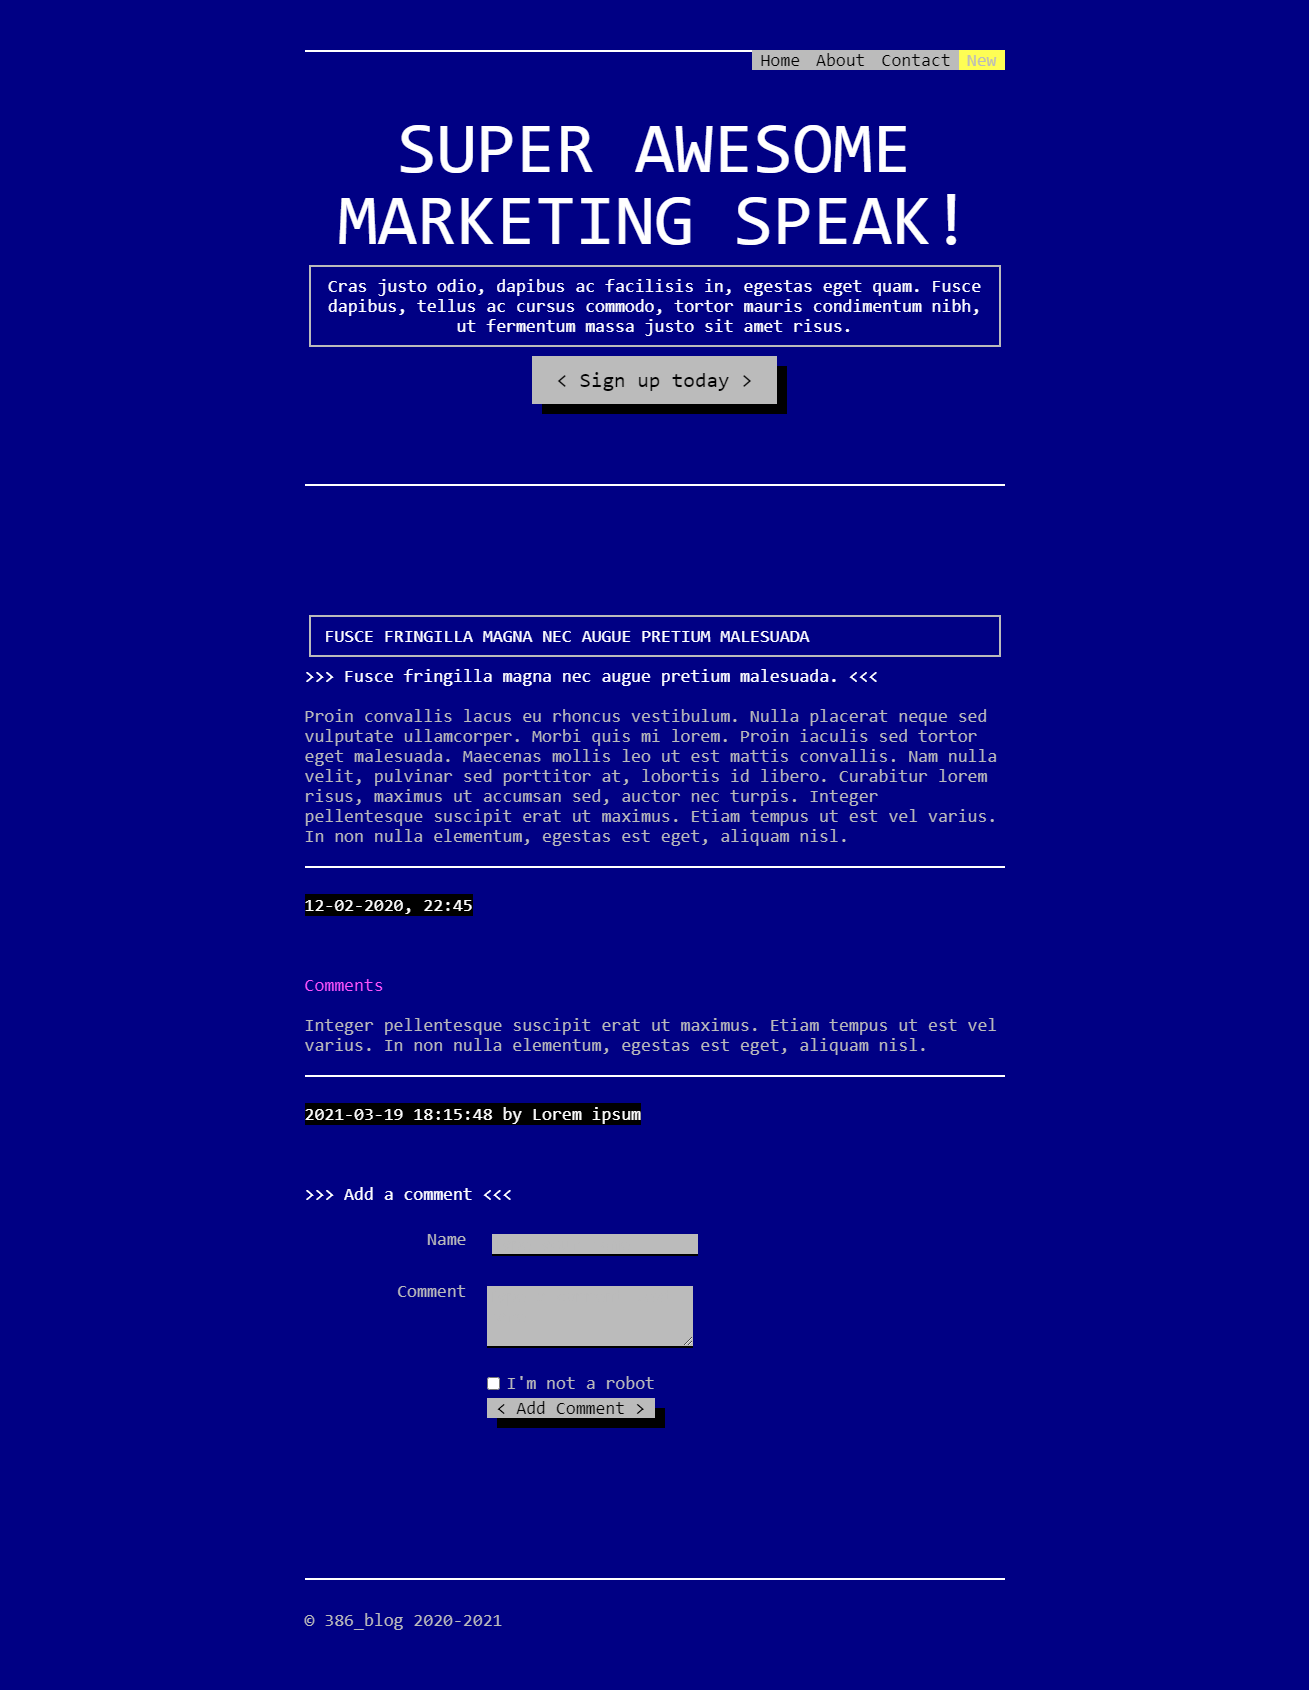 Home About Contact New
SUPER AWESOME
MARKETING SPEAK!
Cras justo odio, dapibus ac facilisis in, egestas eget quam. Fusce
dapibus, tellus ac cursus commodo, tortor mauris condimentum nibh,
ut fermentum massa justo sit amet risus.
< Sign up today >
FUSCE FRINGILLA MAGNA NEC AUGUE PRETIUM MALESUADA
>>> Fusce fringilla magna nec augue pretium malesuada. <<<
Proin convallis lacus eu rhoncus vestibulum. Nulla placerat neque sed
vulputate ullamcorper. Morbi quis mi lorem. Proin iaculis sed tortor
eget malesuada. Maecenas mollis leo ut est mattis convallis. Nam nulla
velit, pulvinar sed porttitor at, lobortis id libero. Curabitur lorem
risus, maximus ut accumsan sed, auctor nec turpis. Integer
pellentesque suscipit erat ut maximus. Etiam tempus ut est vel varius.
In non nulla elementum, egestas est eget, aliquam nisl.
12-02-2020, 22:45
Comments
Integer pellentesque suscipit erat ut maximus. Etiam tempus ut est vel
varius. In non nulla elementum, egestas est eget, aliquam nisl.
2021-03-19 18:15:48 by Lorem ipsum
>>> Add a comment <<<
Name
Comment
I'm not a robot
< Add Comment >
© 386_blog 2020-2021